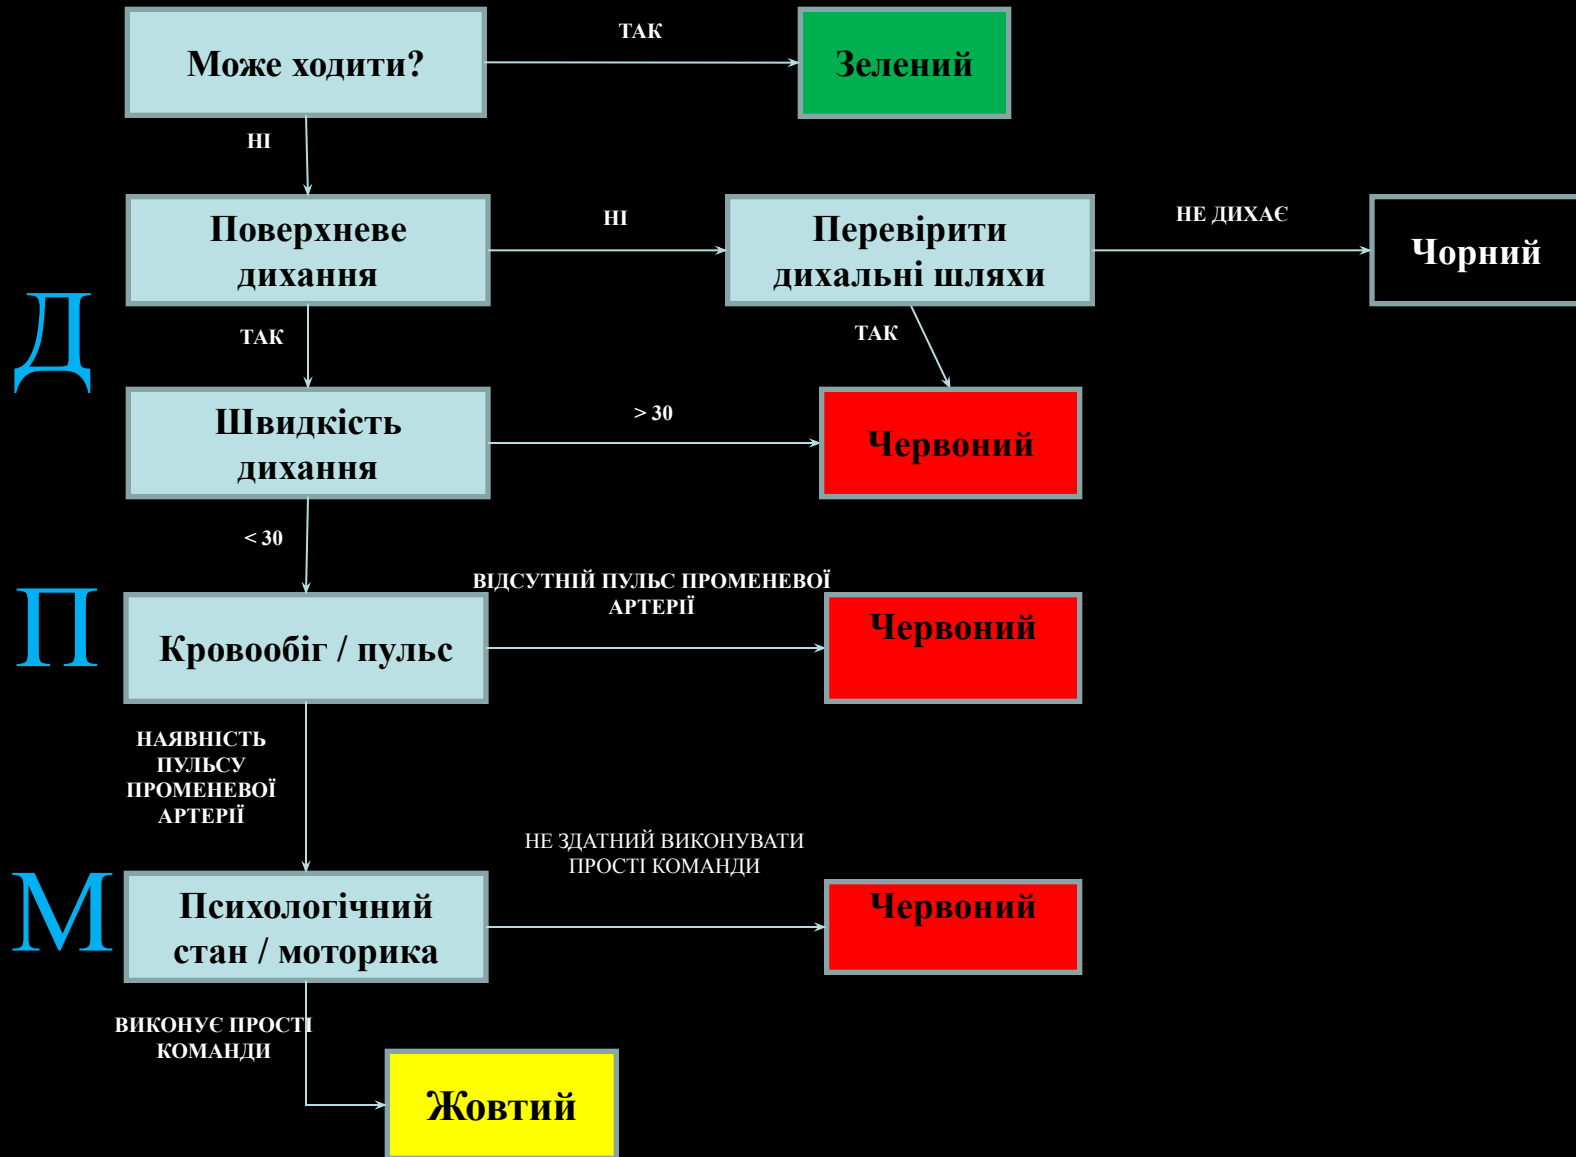 Може ходити?
ТАК
Зелений
НІ
Поверхневе
дихання
НІ
Перевірити
дихальні шляхи
НЕ ДИХАЄ
Чорний
Д
ТАК
ТАК
Швидкість
дихання
> 30
Червоний
< 30
П
Кровообіг / пульс
ВІДСУТНІЙ ПУЛЬС ПРОМЕНЕВОЇ
АРТЕРІЇ
Червоний
НАЯВНІСТЬ
ПУЛЬСУ
ПРОМЕНЕВОЇ
АРТЕРІЇ
М
Психологічний
стан / моторика
НЕ ЗДАТНИЙ ВИКОНУВАТИ
ПРОСТІ КОМАНДИ
Червоний
ВИКОНУЄ ПРОСТІ
КОМАНДИ
Жовтий